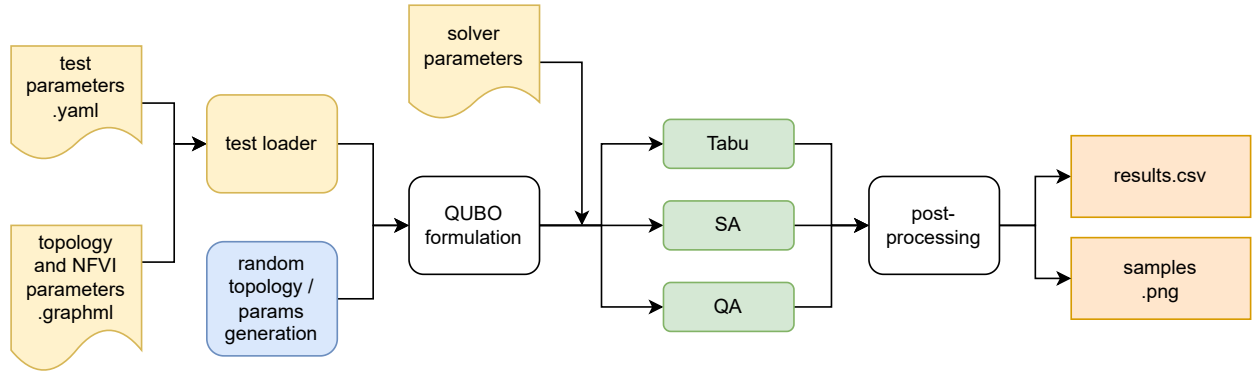 test
parameters
.yaml
topology
and NFVI
parameters
.graphml
test loader
random
topology /
params
generation
solver
parameters
QUBO
formulation
Tabu
SA
QA
post-
processing
results.csv
samples
.png